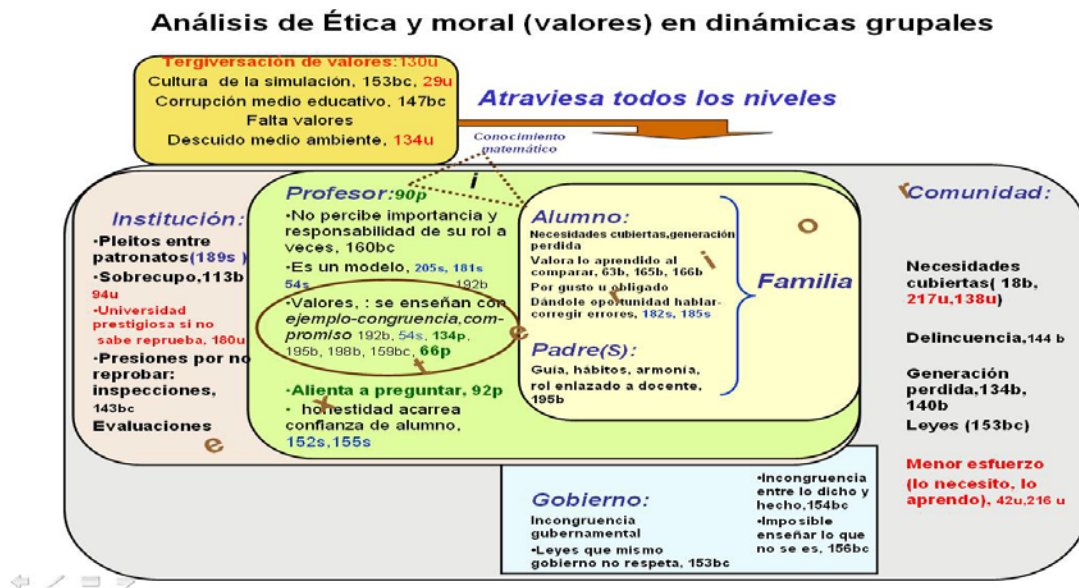 Análisis de Ética y moral (valores) en dinámicas grupales
Tergiversación de valores:130u
Cultura de la simulación, 153bc, 29u
Corrupción medio educativo, 147bc
Falta valores
Descuido medio ambiente, 134u
Atraviesa todos los niveles
Conocimiento
matemático
i
Institución:
•Pleitos entre
patronatos(189s )
•Sobrecupo,113b
94u
•Universidad
prestigiosa si no
sabe reprueba, 180u
•Presiones por no
reprobar:
inspecciones,
143bc
Evaluaciones
e
Profesor:90p
•No percibe importancia y
responsabilidad de su rol a
veces, 160bc
•Es un modelo, 205s, 181s
54s, 192b
•Valores, : se enseñan con
ejemplo-congruencia,com-
promiso 192b, 54s, 134p,
195b, 198b, 159bc, 66p
t
•Alienta a preguntar, 92p
x
• honestidad acarrea
confianza de alumno,
152s,155s
Alumno:
Necesidades cubiertas,generación
perdida
Valora lo aprendido al
comparar, 63b, 165b, 166b
i
Por gusto u obligado
r
Dándole oportunidad hablar-
corregir errores, 182s, 185s
e
Padre(S):
Guía, hábitos, armonía,
rol enlazado a docente,
195b
o
Familia
r
Comunidad:
Necesidades
cubiertas( 18b,
217u,138u)
Delincuencia,144 b
Generación
perdida,134b,
140b
Leyes (153bc)
Menor esfuerzo
(lo necesito, lo
aprendo), 42u,216 u
Gobierno:
Incongruencia
gubernamental
•Leyes que mismo
gobierno no respeta, 153bc
•Incongruencia
entre lo dicho y
hecho,154bc
•Imposible
enseñar lo que
no se es, 156bc